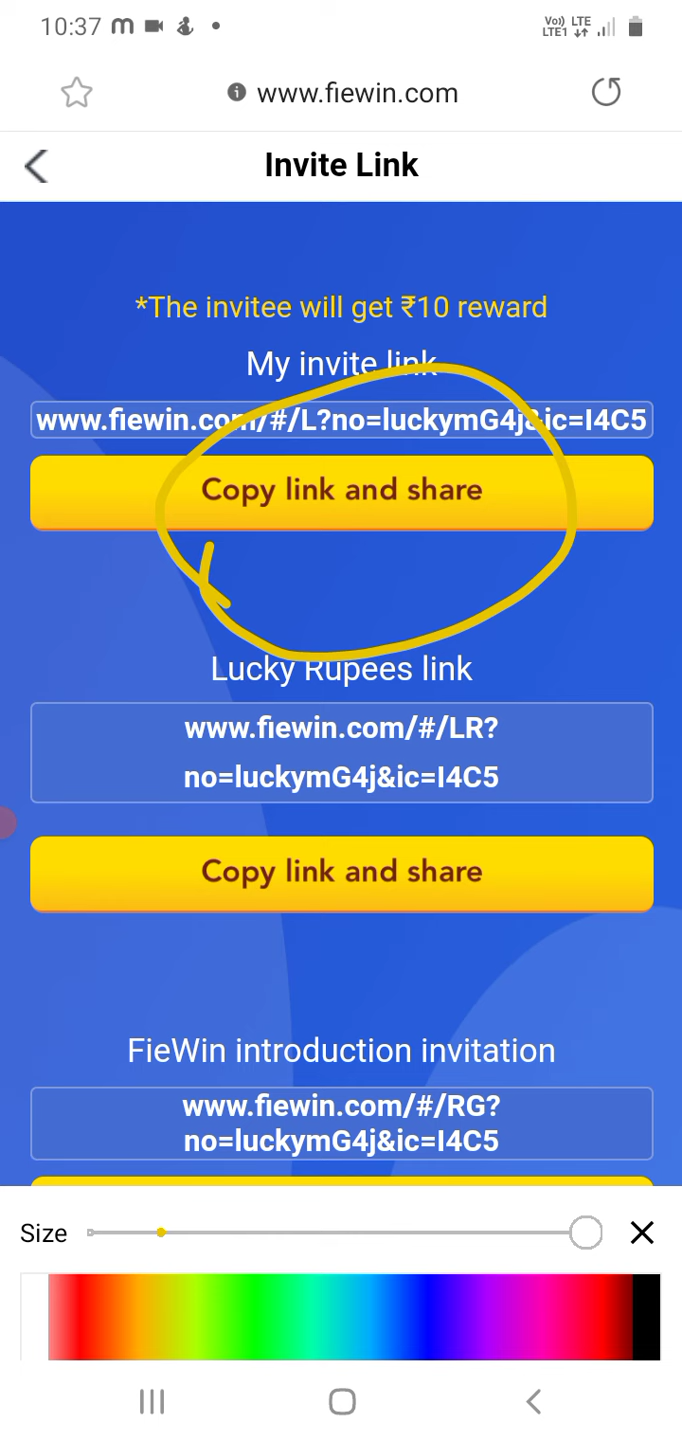 10:37
Vo) LTE
LTE1
www.fiewin.com
Invite Link
*The invitee will get ₹10 reward
My invite link
www.fiewin.com/#/L?no=luckymG4j&ic=I4C5
Copy link and share
Lucky Rupees link
www.fiewin.com/#/LR?
no=luckymG4j&ic=I4C5
Copy link and share
FieWin introduction invitation
www.fiewin.com/#/RG?
no=luckymG4j&ic=I4C5
Size